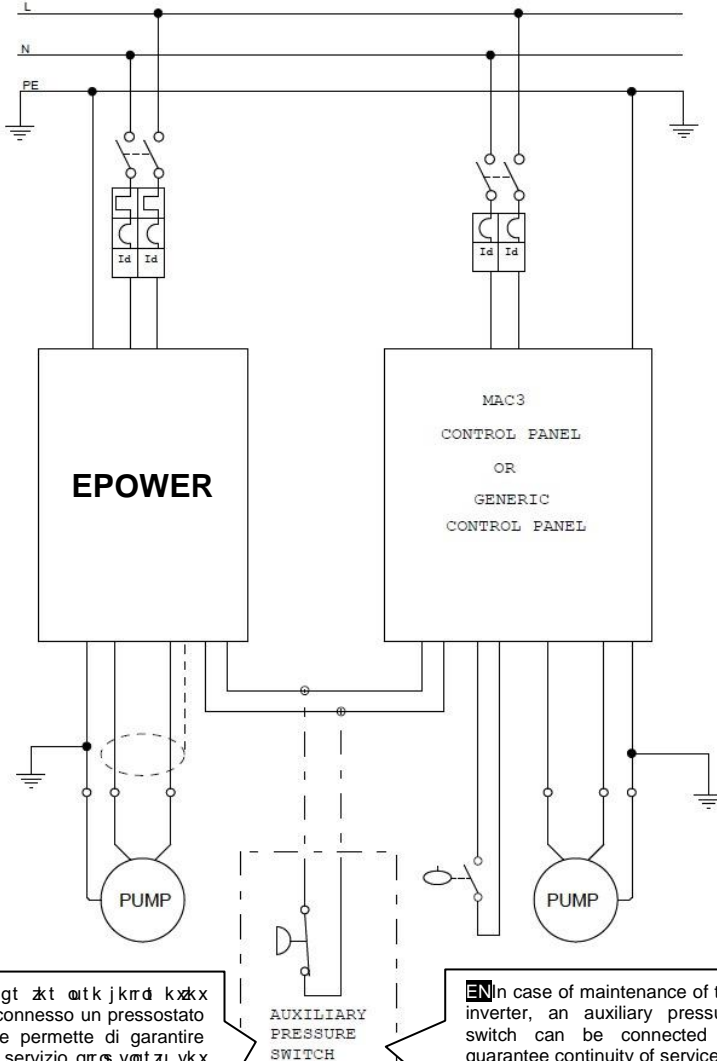 L
N
PE
Id Id
Id Id
EPOWER
MAC3
CONTROL PANEL
OR
GENERIC
CONTROL PANEL
PUMP
PUMP
AUXILIARY
PRESSURE
SWITCH
connesso un pressostato
e permette di garantire
servizio
EN In case of maintenance of t
inverter, an auxiliary pressu
switch can be connected
guarantee continuity of service